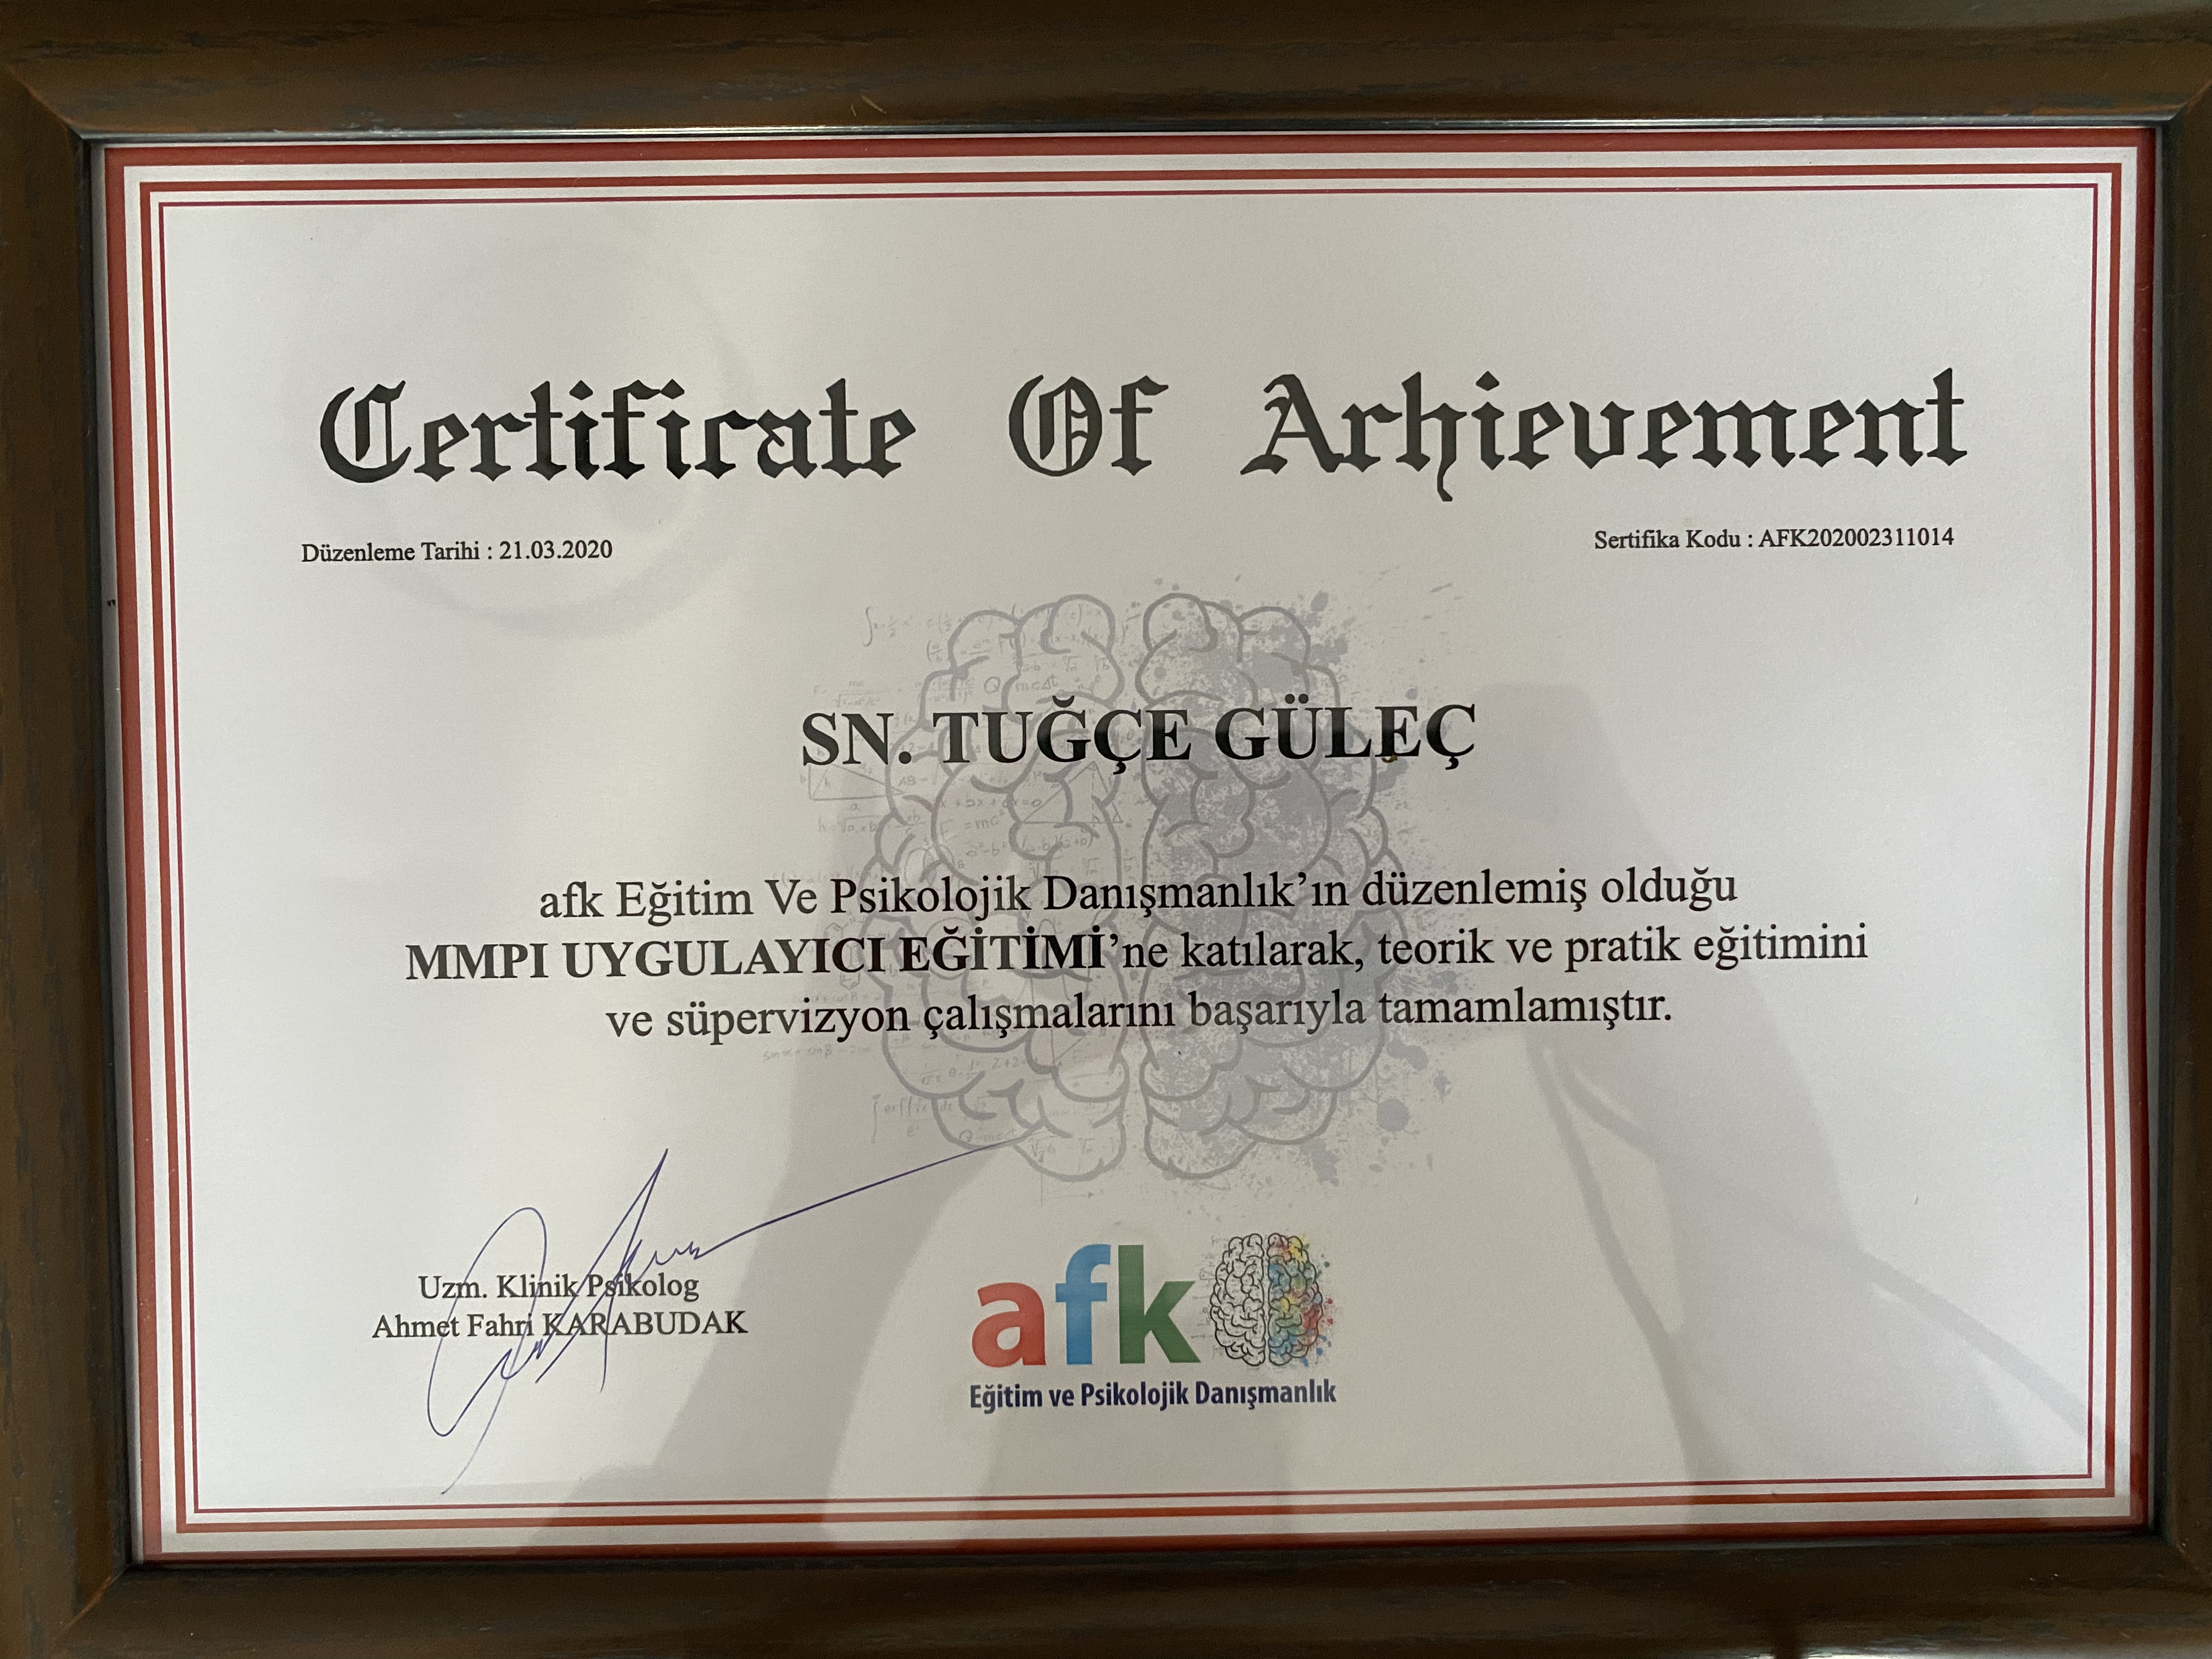 Certificate Of Achievement
Düzenleme Tarihi : 21.03.2020
Sertifika Kodu : AFK202002311014
SN. TUĞÇE GÜLEÇ
afk Eğitim Ve Psikolojik Danışmanlık’ın düzenlemiş olduğu
MMPI UYGULAYICI EĞİTİMİ’ne katılarak, teorik ve pratik eğitimini
ve süpervizyon çalışmalarını başarıyla tamamlamıştır.
Uzm. Klinik Psikolog
Ahmet Fahri KARABUDAK
afk
Eğitim ve Psikolojik Danışmanlık